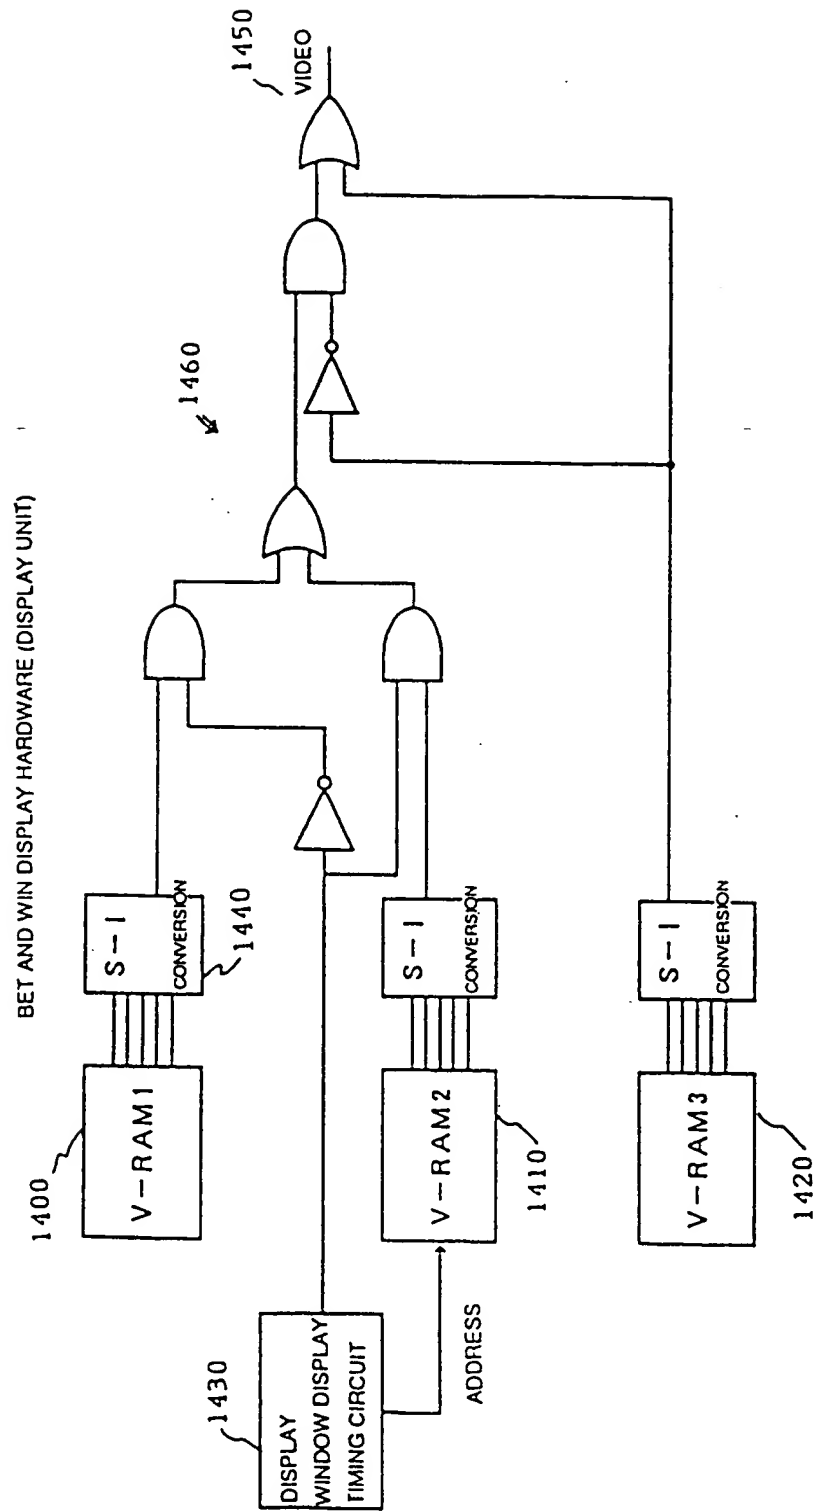 BET AND WIN DISPLAY HARDWARE (DISPLAY UNIT)
1400
V-RAM1
S-I
CONVERSION
1440
1460
1450
VIDEO
1430
DISPLAY
WINDOW DISPLAY
TIMING CIRCUIT
ADDRESS
V-RAM2
1410
S-I
CONVERSION
V-RAM3
1420
S-I
CONVERSION